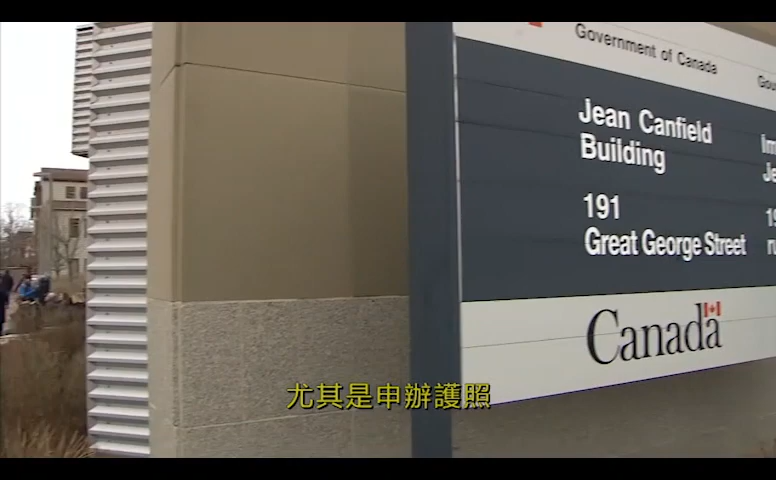 Government of Canada
Jean Canfield
Building
191
Great George Street
Canada
尤其是申辦護照